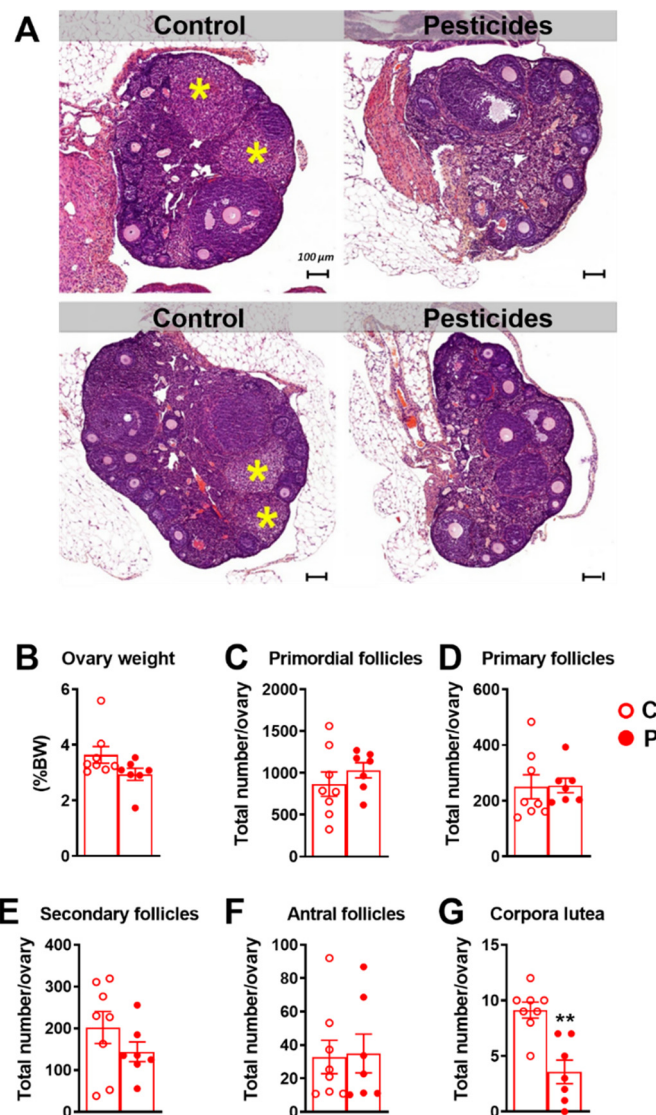 A
Control
Pesticides
100 µm
Control
Pesticides
B Ovary weight
(%BW)
6
4
2
0
C Primordial follicles
Total number/ovary
2000
1500
1000
500
0
D Primary follicles
Total number/ovary
600
400
200
0
C
P
E Secondary follicles
Total number/ovary
400
300
200
100
0
F Antral follicles
Total number/ovary
100
80
60
40
20
0
G Corpora lutea
Total number/ovary
15
10
5
0
**